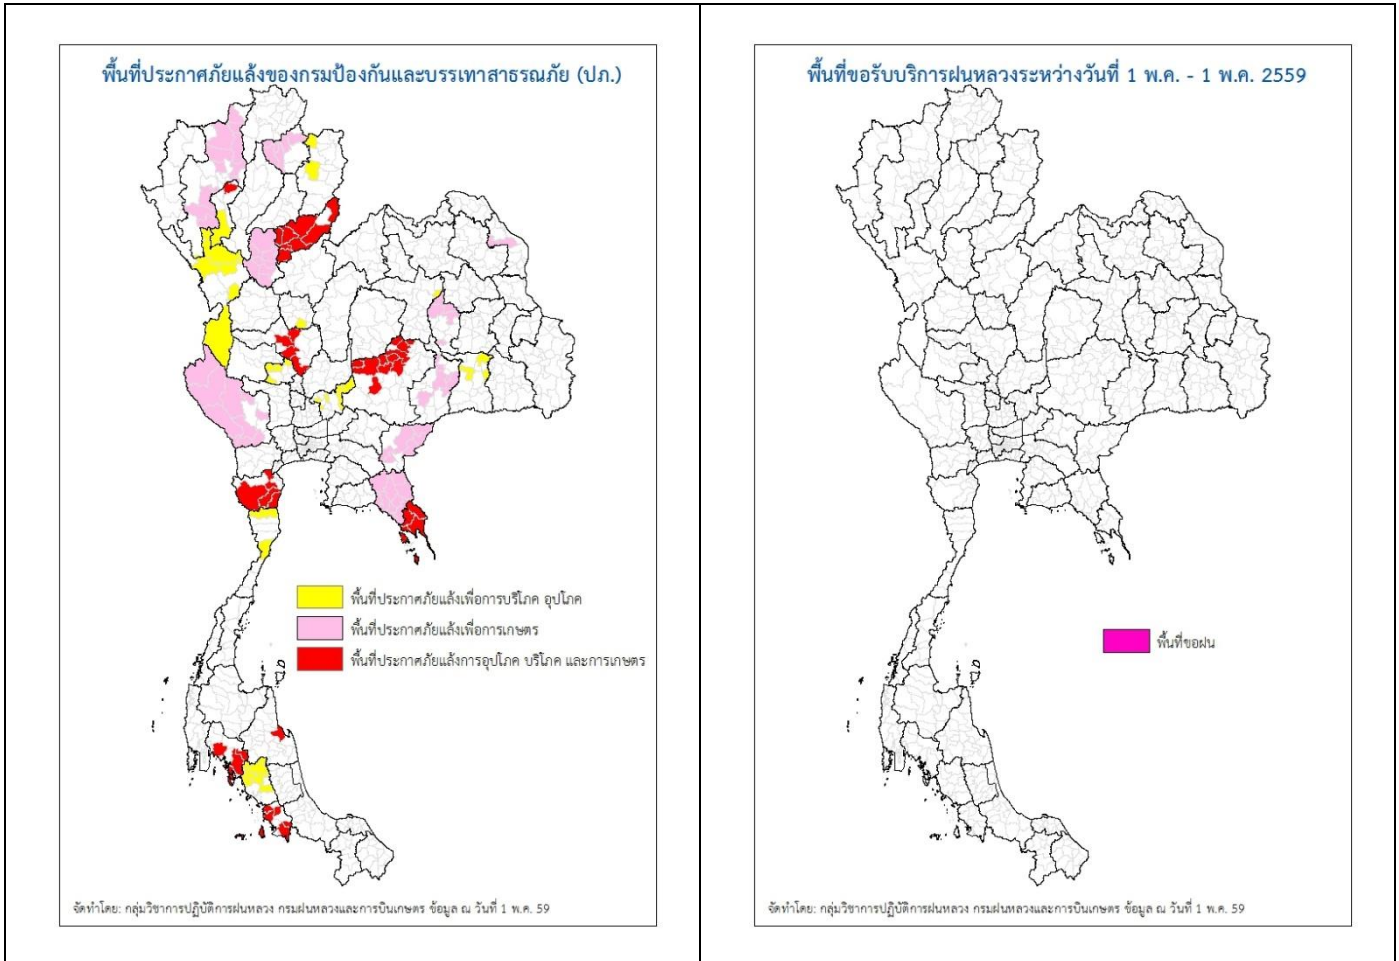 พื้นที่ประกาศภัยแล้งของกรมป้องกันและบรรเทาสาธรณภัย (ปภ.)
พื้นที่ประกาศภัยแล้งเพื่อการบริโภค อุปโภค
พื้นที่ประกาศภัยแล้งเพื่อการเกษตร
พื้นที่ประกาศภัยแล้งการอุปโภค บริโภค และการเกษตร
จัดทำโดย: กลุ่มวิชาการปฏิบัติการฝนหลวง กรมฝนหลวงและการบินเกษตร ข้อมูล ณ วันที่ 1 พ.ค. 59
พื้นที่ขอรับบริการฝนหลวงระหว่างวันที่ 1 พ.ค. - 1 พ.ค. 2559
พื้นที่ขอฝน
จัดทำโดย: กลุ่มวิชาการปฏิบัติการฝนหลวง กรมฝนหลวงและการบินเกษตร ข้อมูล ณ วันที่ 1 พ.ค. 59